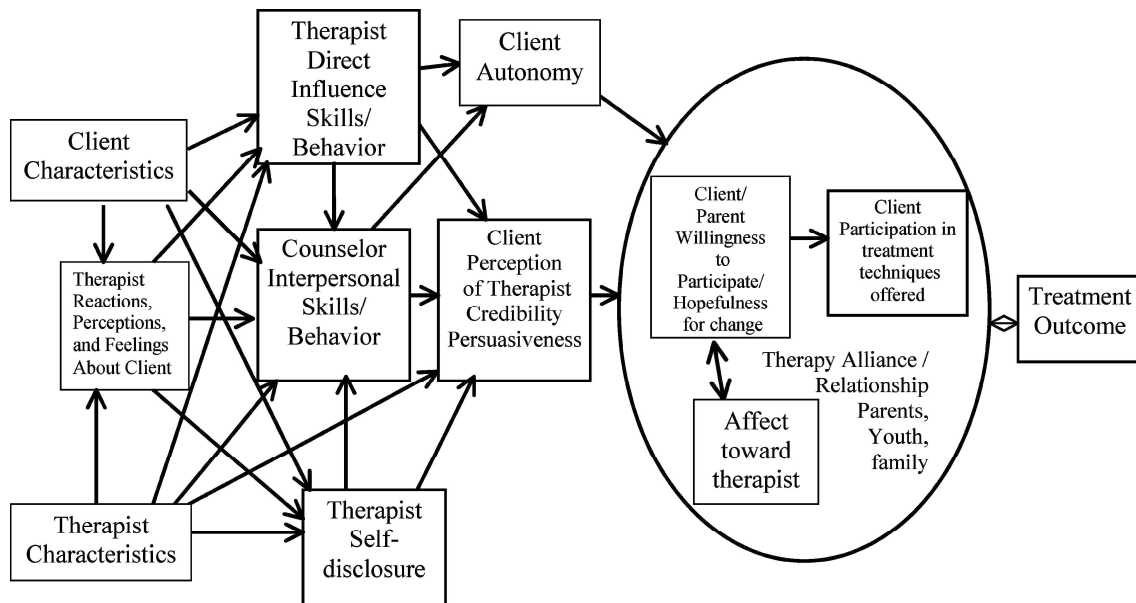 Therapist
Direct
Influence
Skills/
Behavior
Client
Autonomy
Client
Characteristics
Therapist
Reactions,
Perceptions,
and Feelings
About Client
Counselor
Interpersonal
Skills/
Behavior
Client
Perception
of Therapist
Credibility
Persuasiveness
Therapist
Characteristics
Therapist
Self-
disclosure
Client/
Parent
Willingness
to
Participate/
Hopefulness
for change
Client
Participation in
treatment
techniques
offered
Affect
toward
therapist
Therapy Alliance /
Relationship
Parents,
Youth,
family
Treatment
Outcome